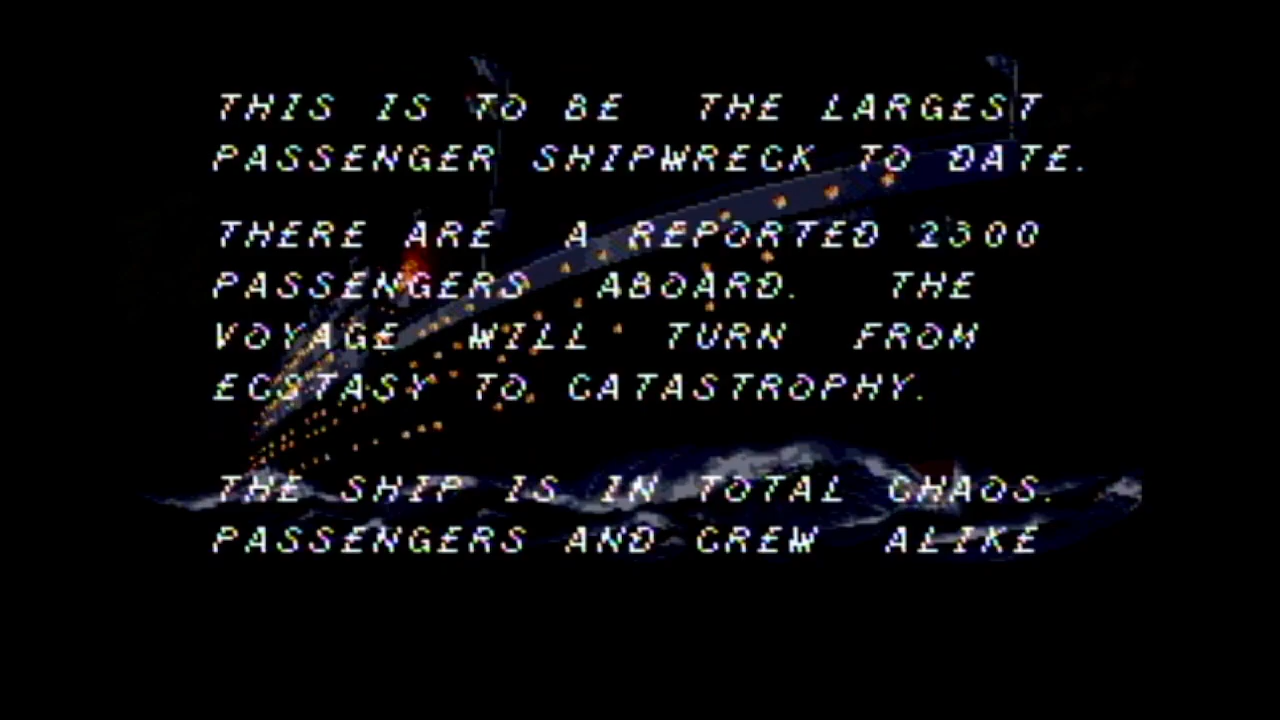 THIS IS TO BE THE LARGEST
PASSENGER SHIPWRECK TO DATE.
THERE ARE A REPORTED 2300
PASSENGERS ABOARD. THE
VOYAGE WILL TURN FROM
ECSTASY TO CATASTROPHY.
THE SHIP IS IN TOTAL CHAOS.
PASSENGERS AND CREW ALIKE